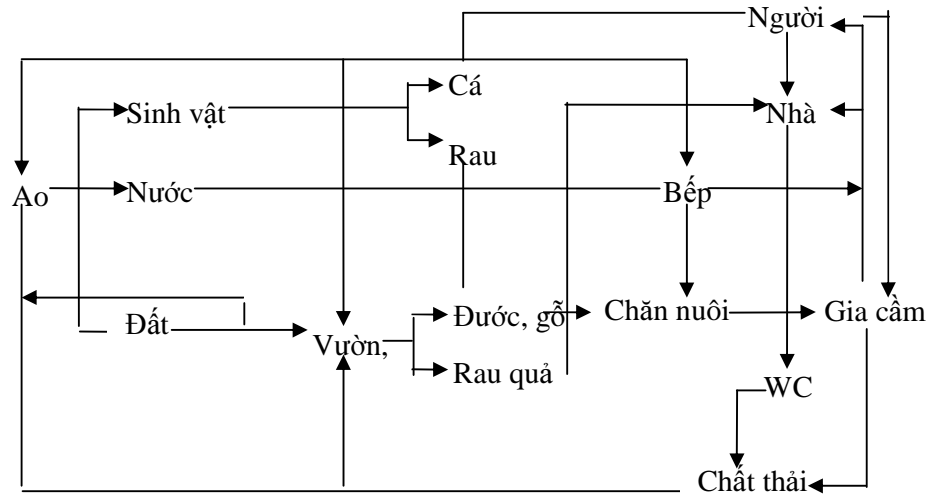 Người
Cá
Sinh vật
Nhà
Rau
Ao
Nước
Bếp
Đất
Vườn,
Đước, gỗ
Chăn nuôi
Gia cầm
Rau quả
WC
Chất thải